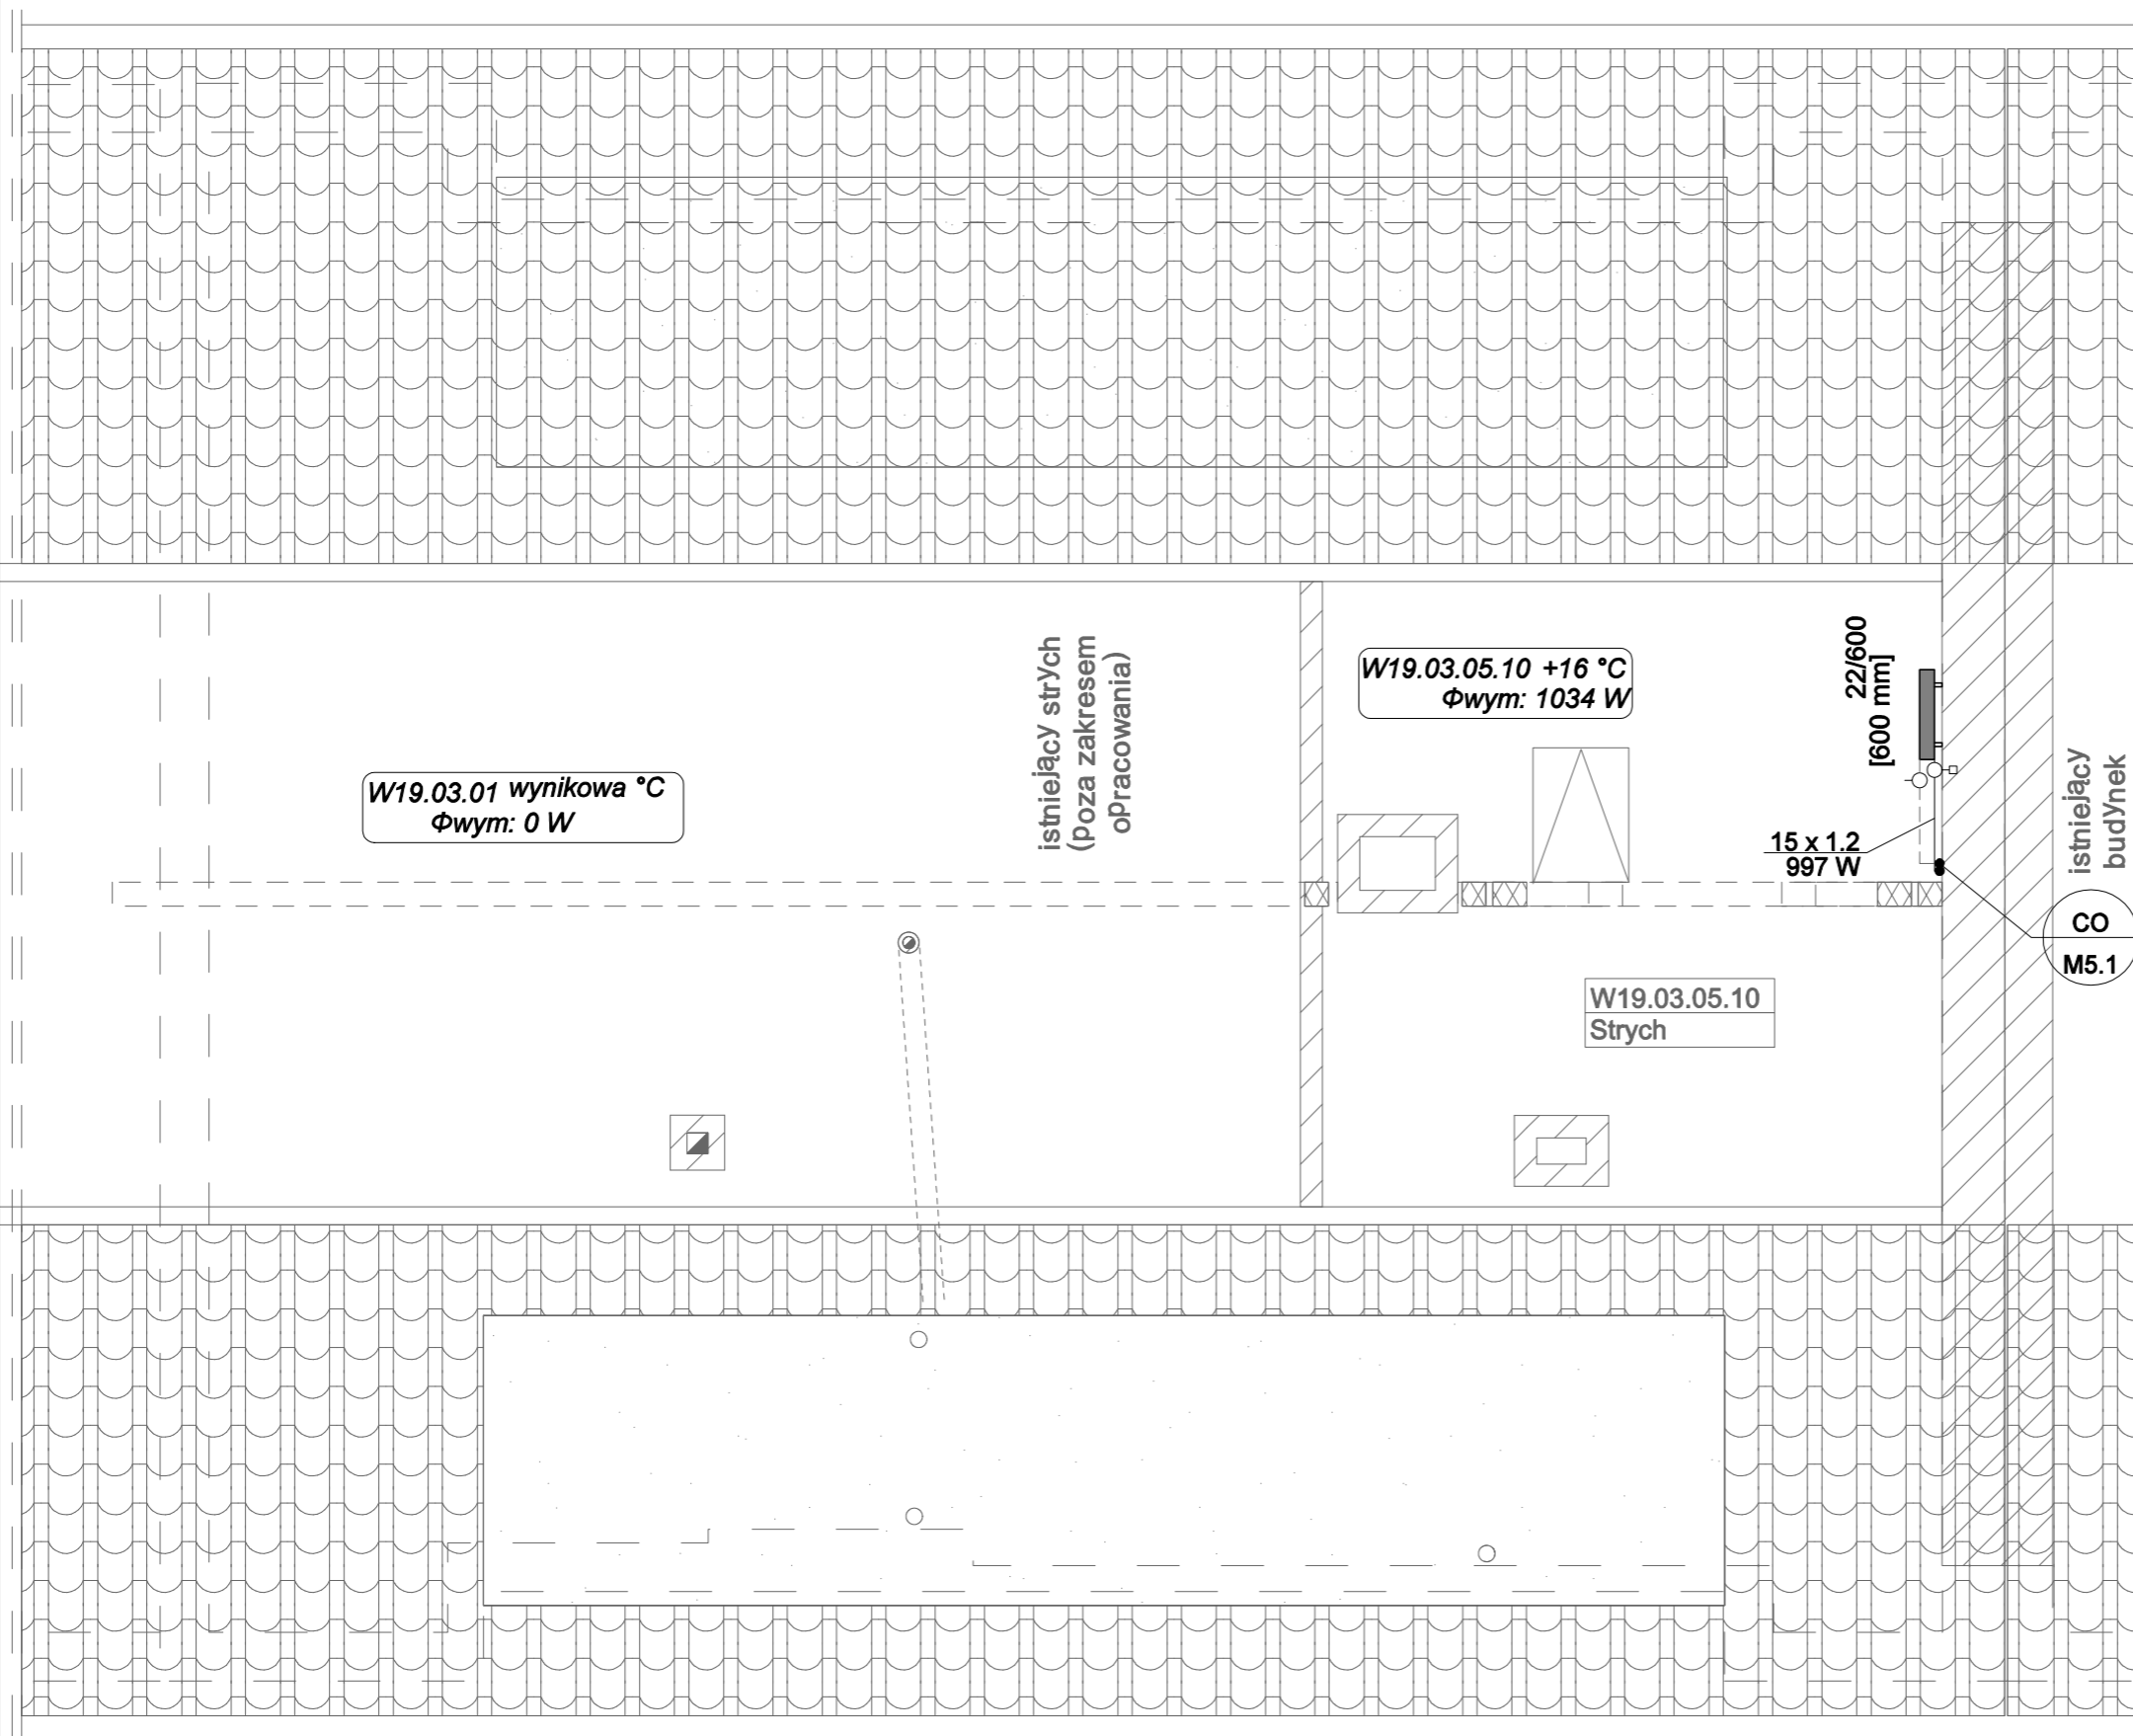 W19.03.01 wynikowa °C
Φwym: 0 W
istniejący strych
(poza zakresem
opracowania)
W19.03.05.10 +16 °C
Φwym: 1034 W
22/600
[600 mm]
15 x 1.2
997 W
istniejący
budynek
CO
M5.1
W19.03.05.10
Strych